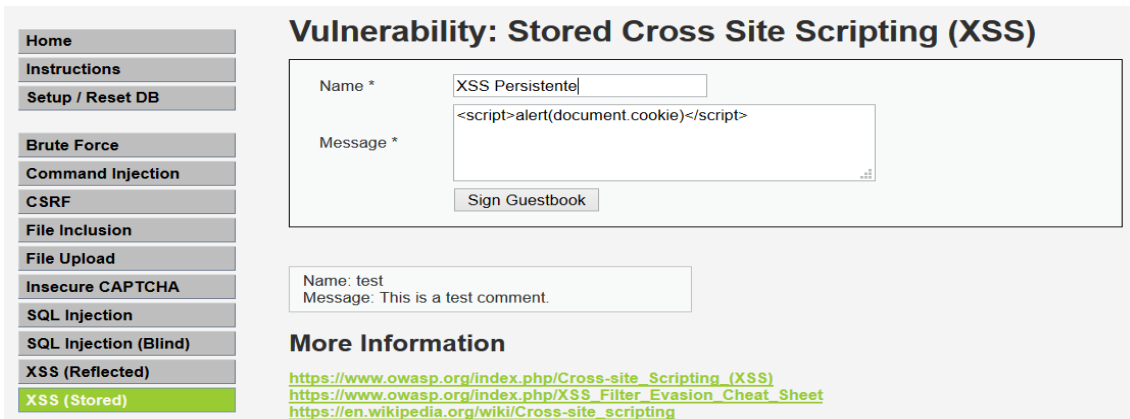 Home
Instructions
Setup / Reset DB
Brute Force
Command Injection
CSRF
File Inclusion
File Upload
Insecure CAPTCHA
SQL Injection
SQL Injection (Blind)
XSS (Reflected)
XSS (Stored)
Vulnerability: Stored Cross Site Scripting (XSS)
Name * XSS Persistente
Message * <script>alert(document.cookie)</script>
Sign Guestbook
Name: test
Message: This is a test comment.
More Information
https://www.owasp.org/index.php/Cross-site_Scripting_(XSS)
https://www.owasp.org/index.php/XSS_Filter_Evasion_Cheat_Sheet
https://en.wikipedia.org/wiki/Cross-site_scripting